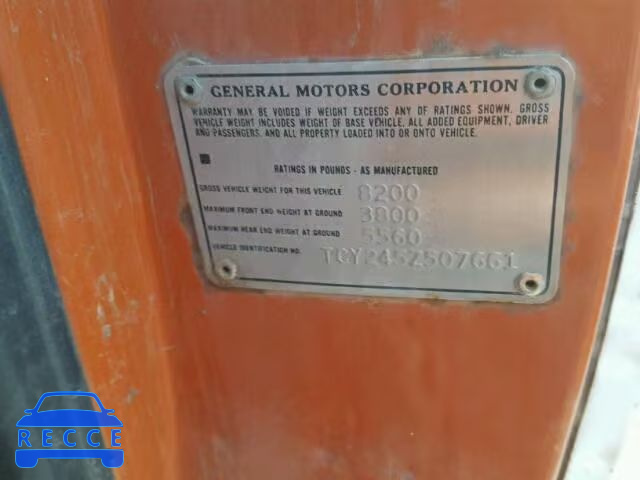 GENERAL MOTORS CORPORATION
WARRANTY MAY BE VOIDED IF WEIGHT EXCEEDS ANY OF RATINGS SHOWN. GROSS
VEHICLE WEIGHT INCLUDES WEIGHT OF BASE VEHICLE, ALL ADDED EQUIPMENT, DRIVER
AND PASSENGERS, AND ALL PROPERTY LOADED INTO OR ONTO VEHICLE.
RATINGS IN POUNDS - AS MANUFACTURED
GROSS VEHICLE WEIGHT FOR THIS VEHICLE 8200
MAXIMUM FRONT END WEIGHT AT GROUND 3800
MAXIMUM REAR END WEIGHT AT GROUND 5560
VEHICLE IDENTIFICATION NO. TCY245Z507661
RECCE